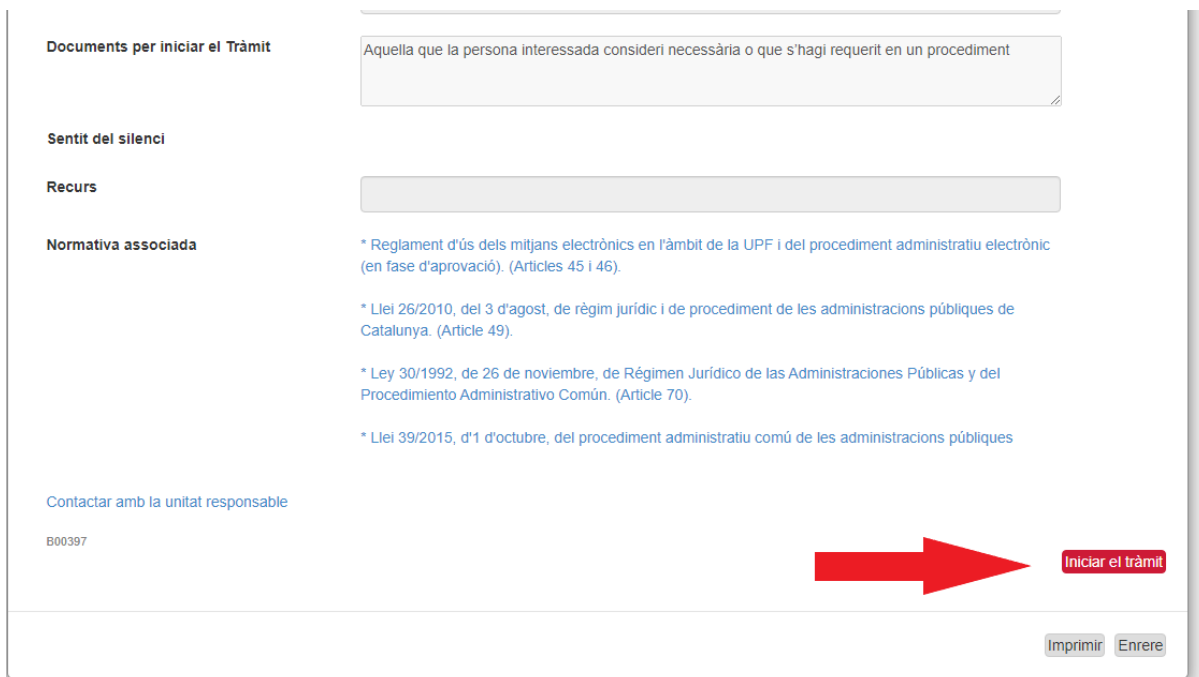 Documents per iniciar el Tràmit
Aquella que la persona interessada consideri necessària o que s'hagi requerit en un procediment
Sentit del silenci
Recurs
Normativa associada
* Reglament d'ús dels mitjans electrònics en l'àmbit de la UPF i del procediment administratiu electrònic
(en fase d'aprovació). (Articles 45 i 46).
* Llei 26/2010, del 3 d'agost, de règim jurídic i de procediment de les administracions públiques de
Catalunya. (Article 49).
* Ley 30/1992, de 26 de noviembre, de Régimen Jurídico de las Administraciones Públicas y del
Procedimiento Administrativo Común. (Article 70).
* Llei 39/2015, d'1 d'octubre, del procediment administratiu comú de les administracions públiques
Contactar amb la unitat responsable
B00397
Iniciar el tràmit
Imprimir Enrere